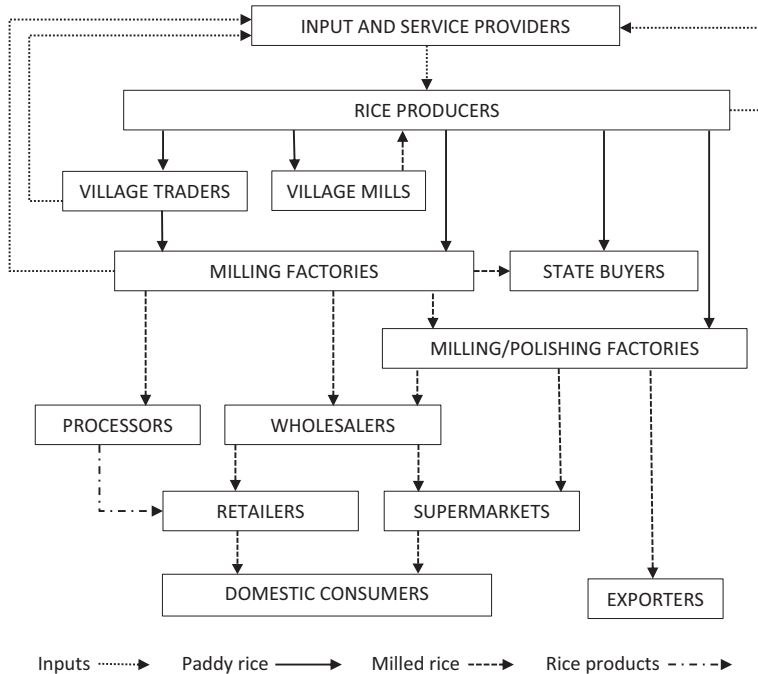 INPUT AND SERVICE PROVIDERS
RICE PRODUCERS
VILLAGE TRADERS
VILLAGE MILLS
MILLING FACTORIES
STATE BUYERS
MILLING/POLISHING FACTORIES
PROCESSORS
WHOLESALERS
RETAILERS
SUPERMARKETS
DOMESTIC CONSUMERS
EXPORTERS
Inputs
Paddy rice
Milled rice
Rice products